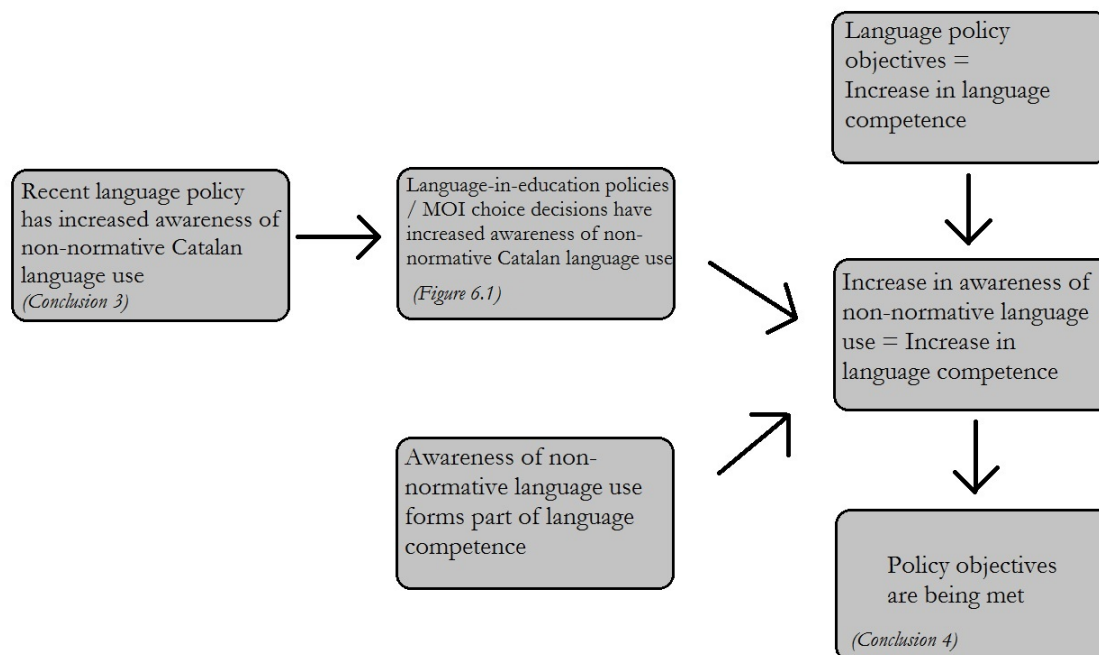 Language policy
objectives =
Increase in language
competence
Recent language policy
has increased awareness of
non-normative Catalan
language use
(Conclusion 3)
Language-in-education policies
/ MOI choice decisions have
increased awareness of non-
normative Catalan language use
(Figure 6.1)
Increase in awareness of
non-normative language
use = Increase in
language competence
Awareness of non-
normative language use
forms part of language
competence
Policy objectives
are being met
(Conclusion 4)